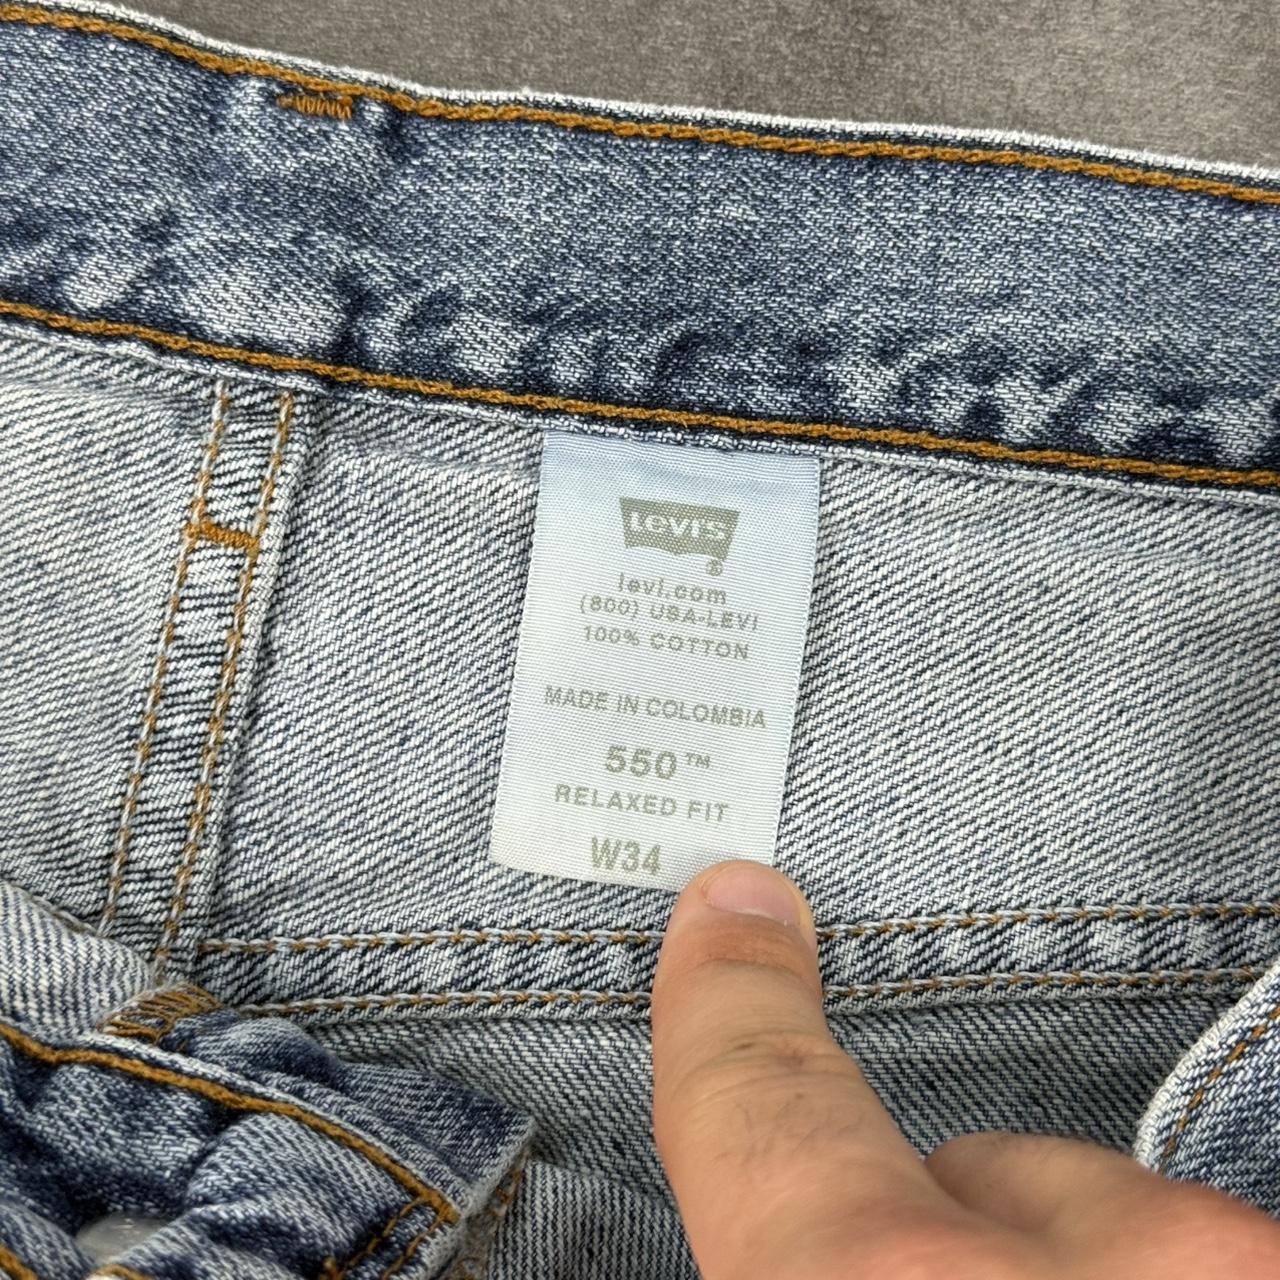 LEVI'S
®
levi.com
(800) USA-LEVI
100% COTTON
MADE IN COLOMBIA
550™
RELAXED FIT
W34